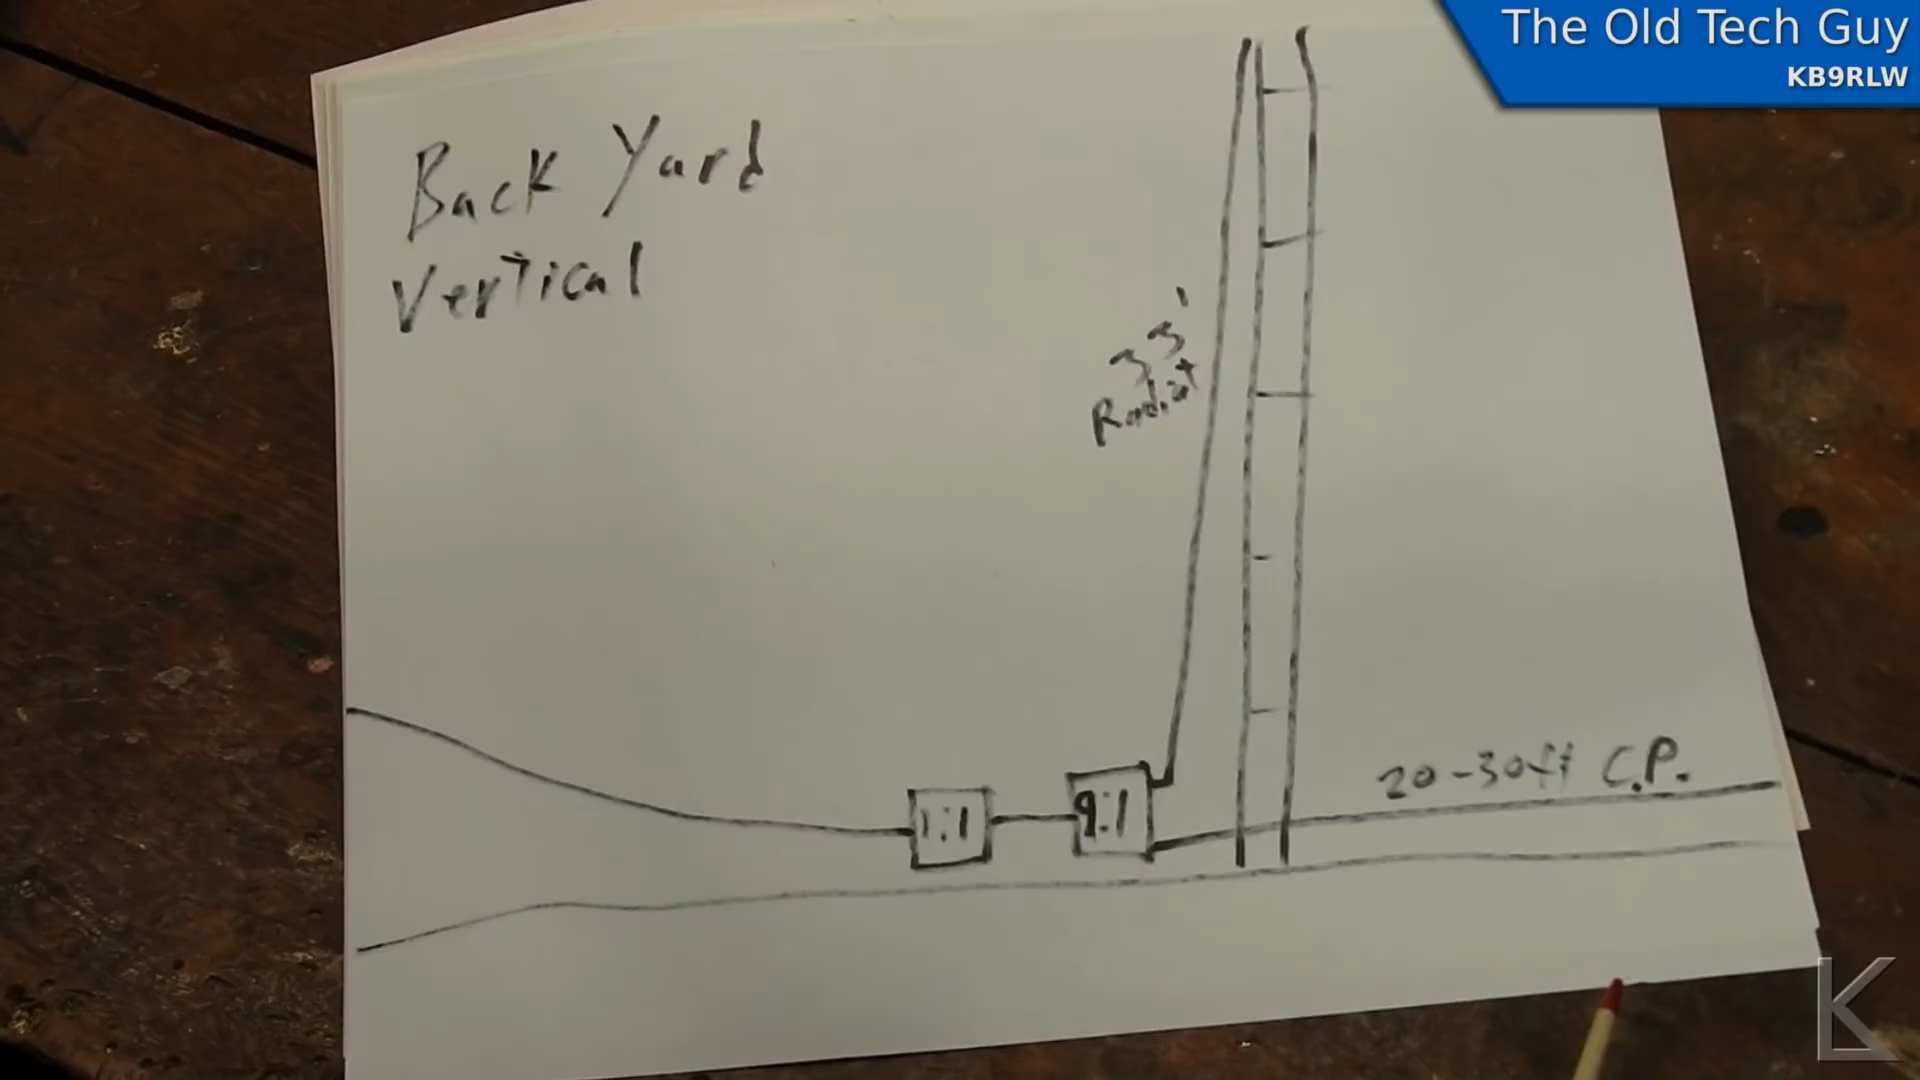 The Old Tech Guy
KB9RLW
Back Yard
Vertical
33'
Radiat
20-30ft C.P.
1:1
9:1
K